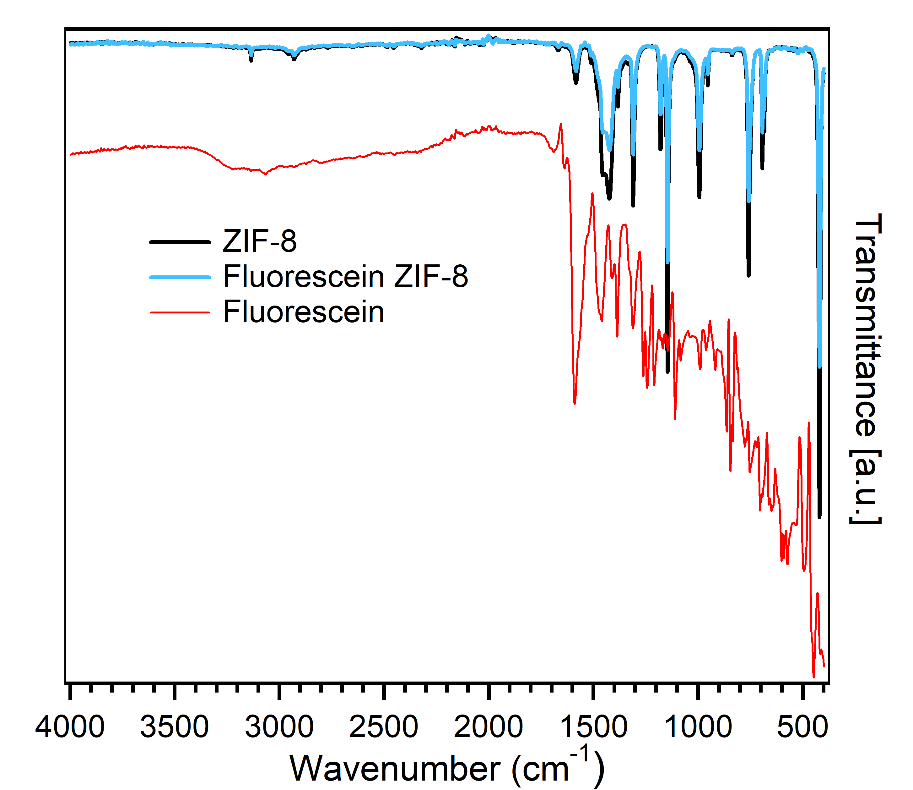 ZIF-8
Fluorescein ZIF-8
Fluorescein
Transmittance [a.u.]
4000 3500 3000 2500 2000 1500 1000 500
Wavenumber (cm⁻¹)